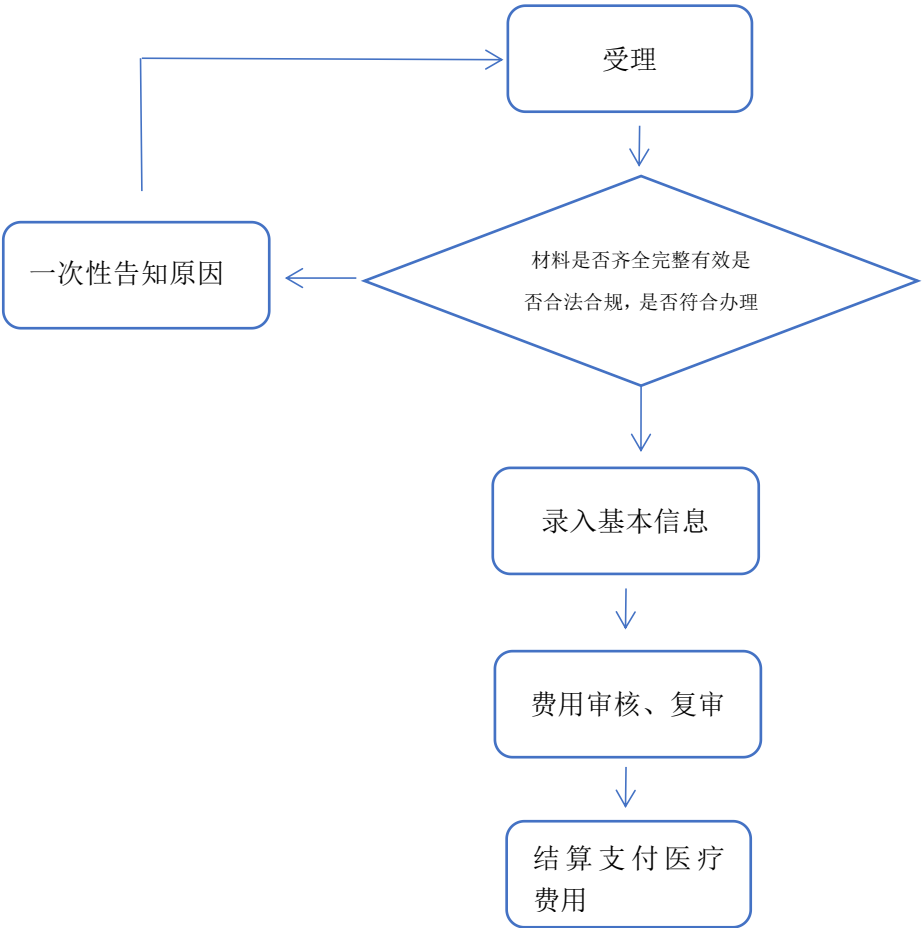 受理
材料是否齐全完整有效是
否合法合规，是否符合办理
一次性告知原因
录入基本信息
费用审核、复审
结算支付医疗
费用